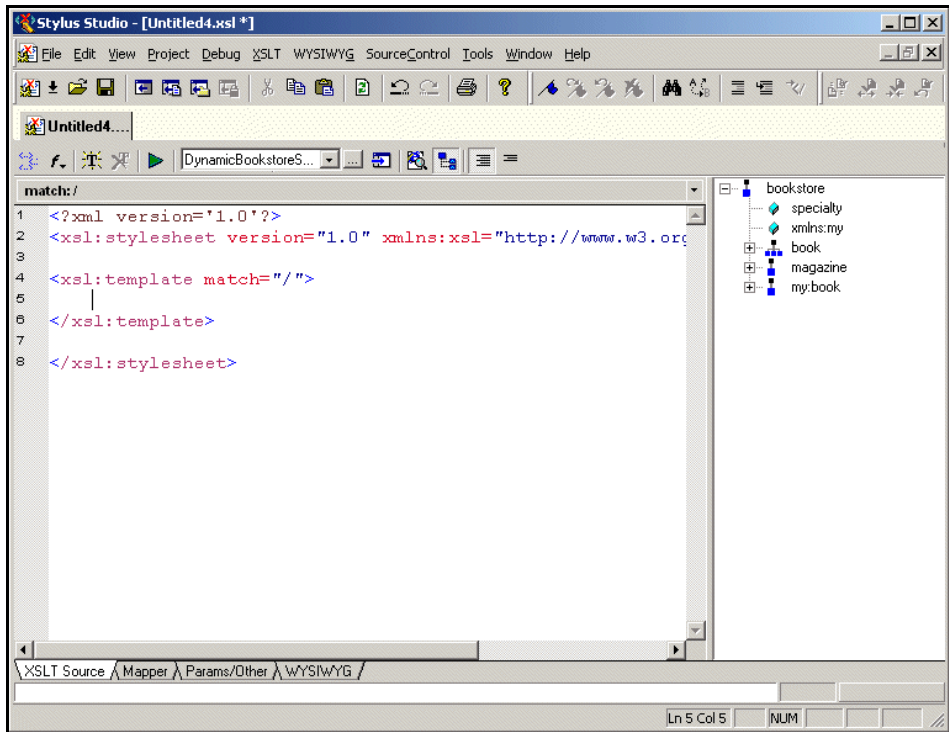 Stylus Studio - [Untitled4.xsl *]
File Edit View Project Debug XSLT WYSIWYG SourceControl Tools Window Help
Untitled4....
DynamicBookstoreS...
match: /
1 <?xml version='1.0'?>
2 <xsl:stylesheet version="1.0" xmlns:xsl="http://www.w3.org
3
4 <xsl:template match="/">
5
6 </xsl:template>
7
8 </xsl:stylesheet>
bookstore
specialty
xmlns:my
book
magazine
my:book
XSLT Source Mapper Params/Other WYSIWYG
Ln 5 Col 5 NUM